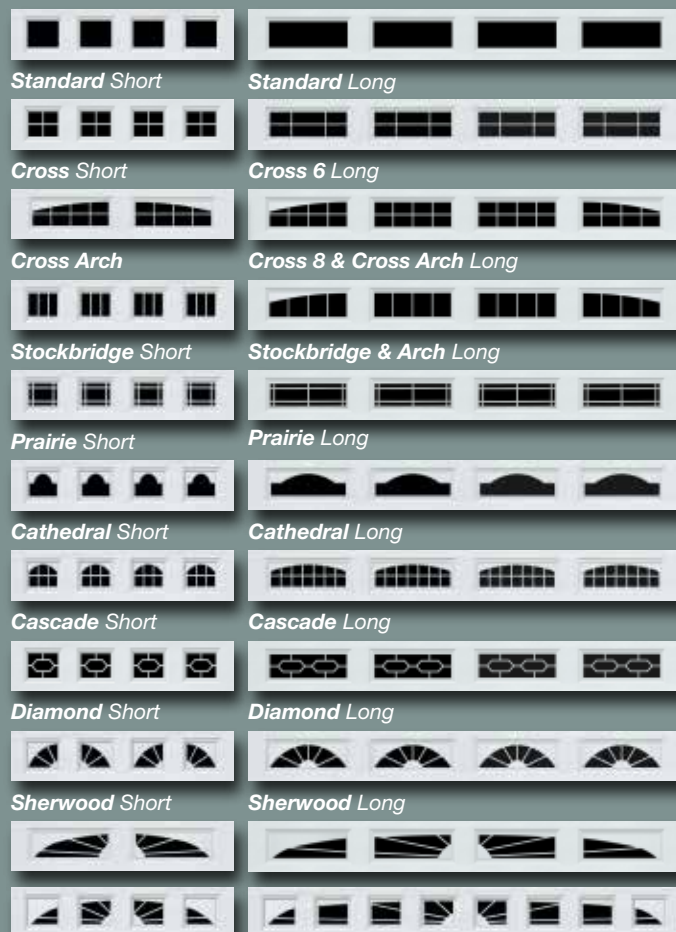 Standard Short
Standard Long
Cross Short
Cross 6 Long
Cross Arch
Cross 8 & Cross Arch Long
Stockbridge Short
Stockbridge & Arch Long
Prairie Short
Prairie Long
Cathedral Short
Cathedral Long
Cascade Short
Cascade Long
Diamond Short
Diamond Long
Sherwood Short
Sherwood Long